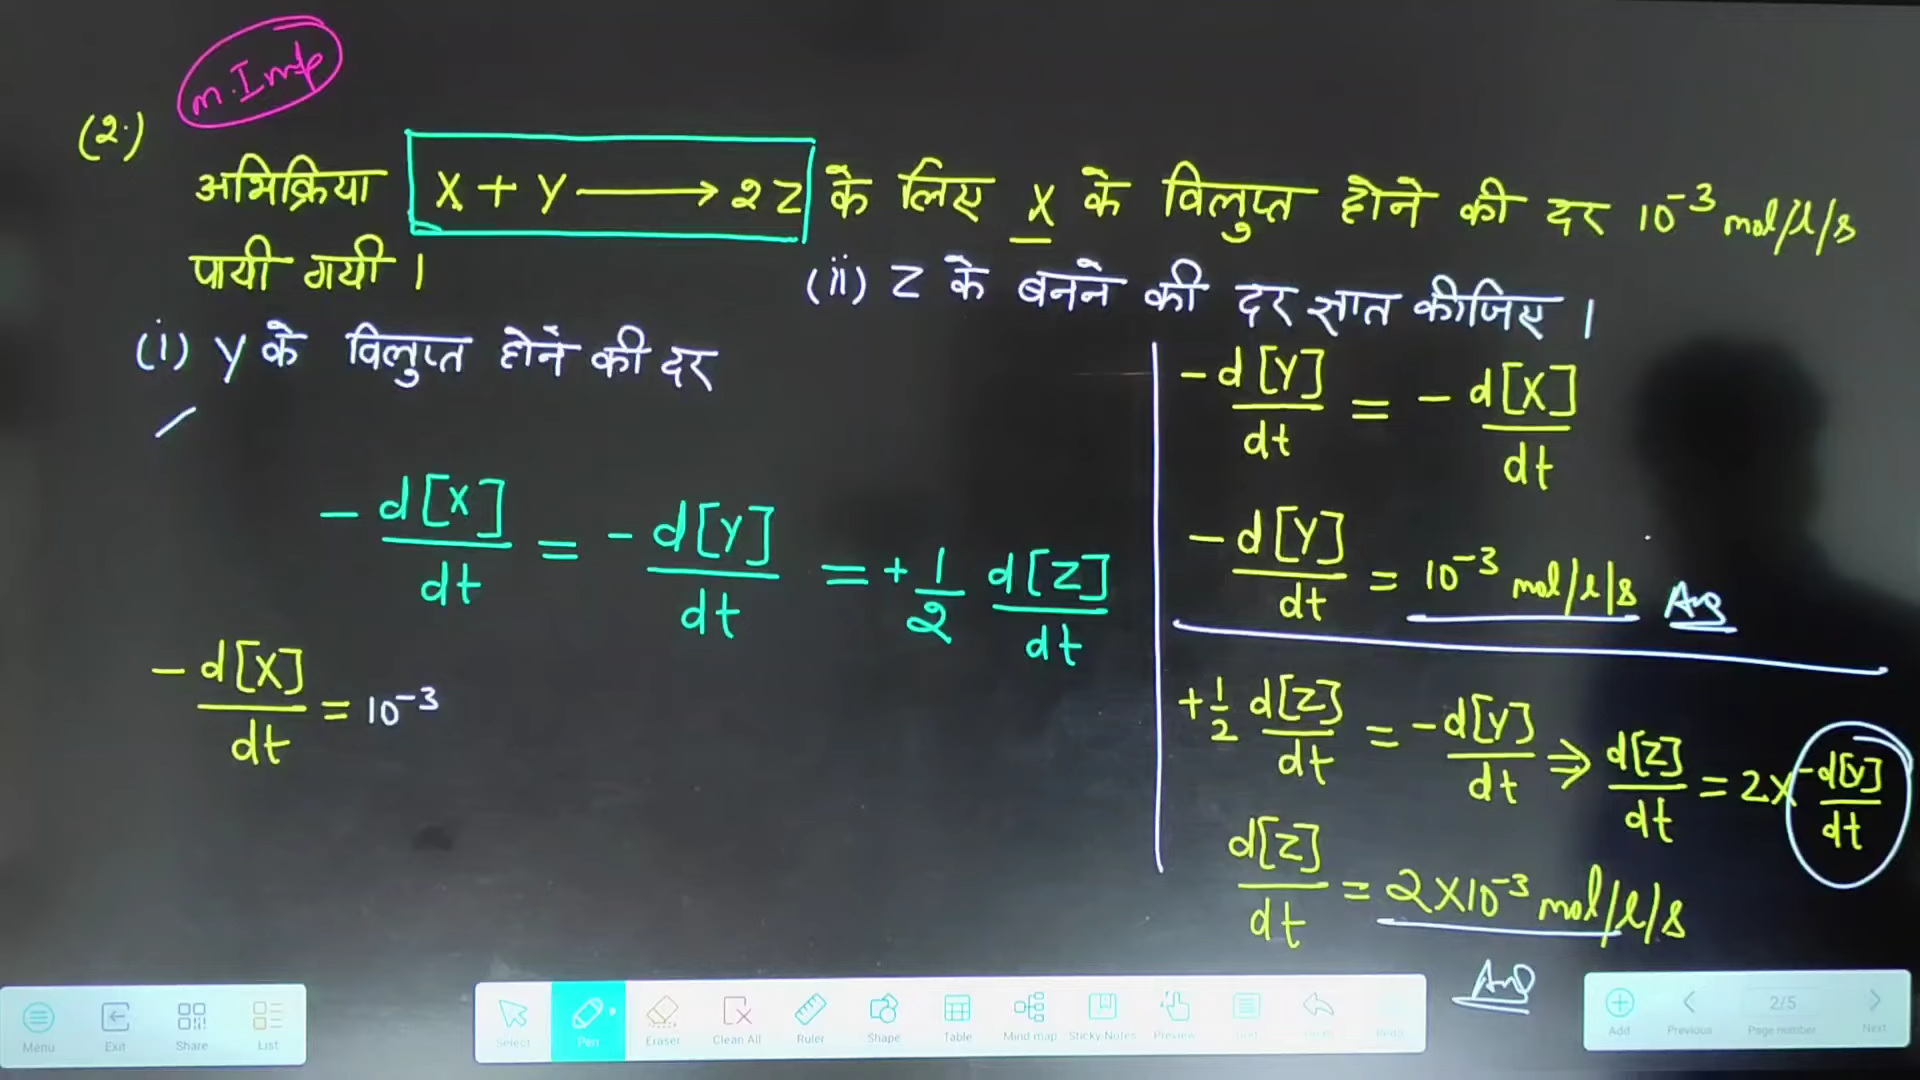 m.Imp
(2.)
अभिक्रिया X + Y ⟶ 2Z के लिए X के विलुप्त होने की दर 10⁻³ mol/l/s
पायी गयी ।
(i) Y के विलुप्त होने की दर
(ii) Z के बनने की दर ज्ञात कीजिए ।
- d[X]/dt = - d[Y]/dt = + 1/2 d[Z]/dt
- d[X]/dt = 10⁻³
- d[Y]/dt = - d[X]/dt
- d[Y]/dt = 10⁻³ mol/l/s Ans
+ 1/2 d[Z]/dt = - d[Y]/dt ⇒ d[Z]/dt = 2 x - d[Y]/dt
d[Z]/dt = 2 X 10⁻³ mol/l/s
Ans
Menu Exit Share List
Select Pen Eraser Clean All Ruler Shape Table Mind map Sticky Notes Preview
Add Previous 2/5 Page number Next